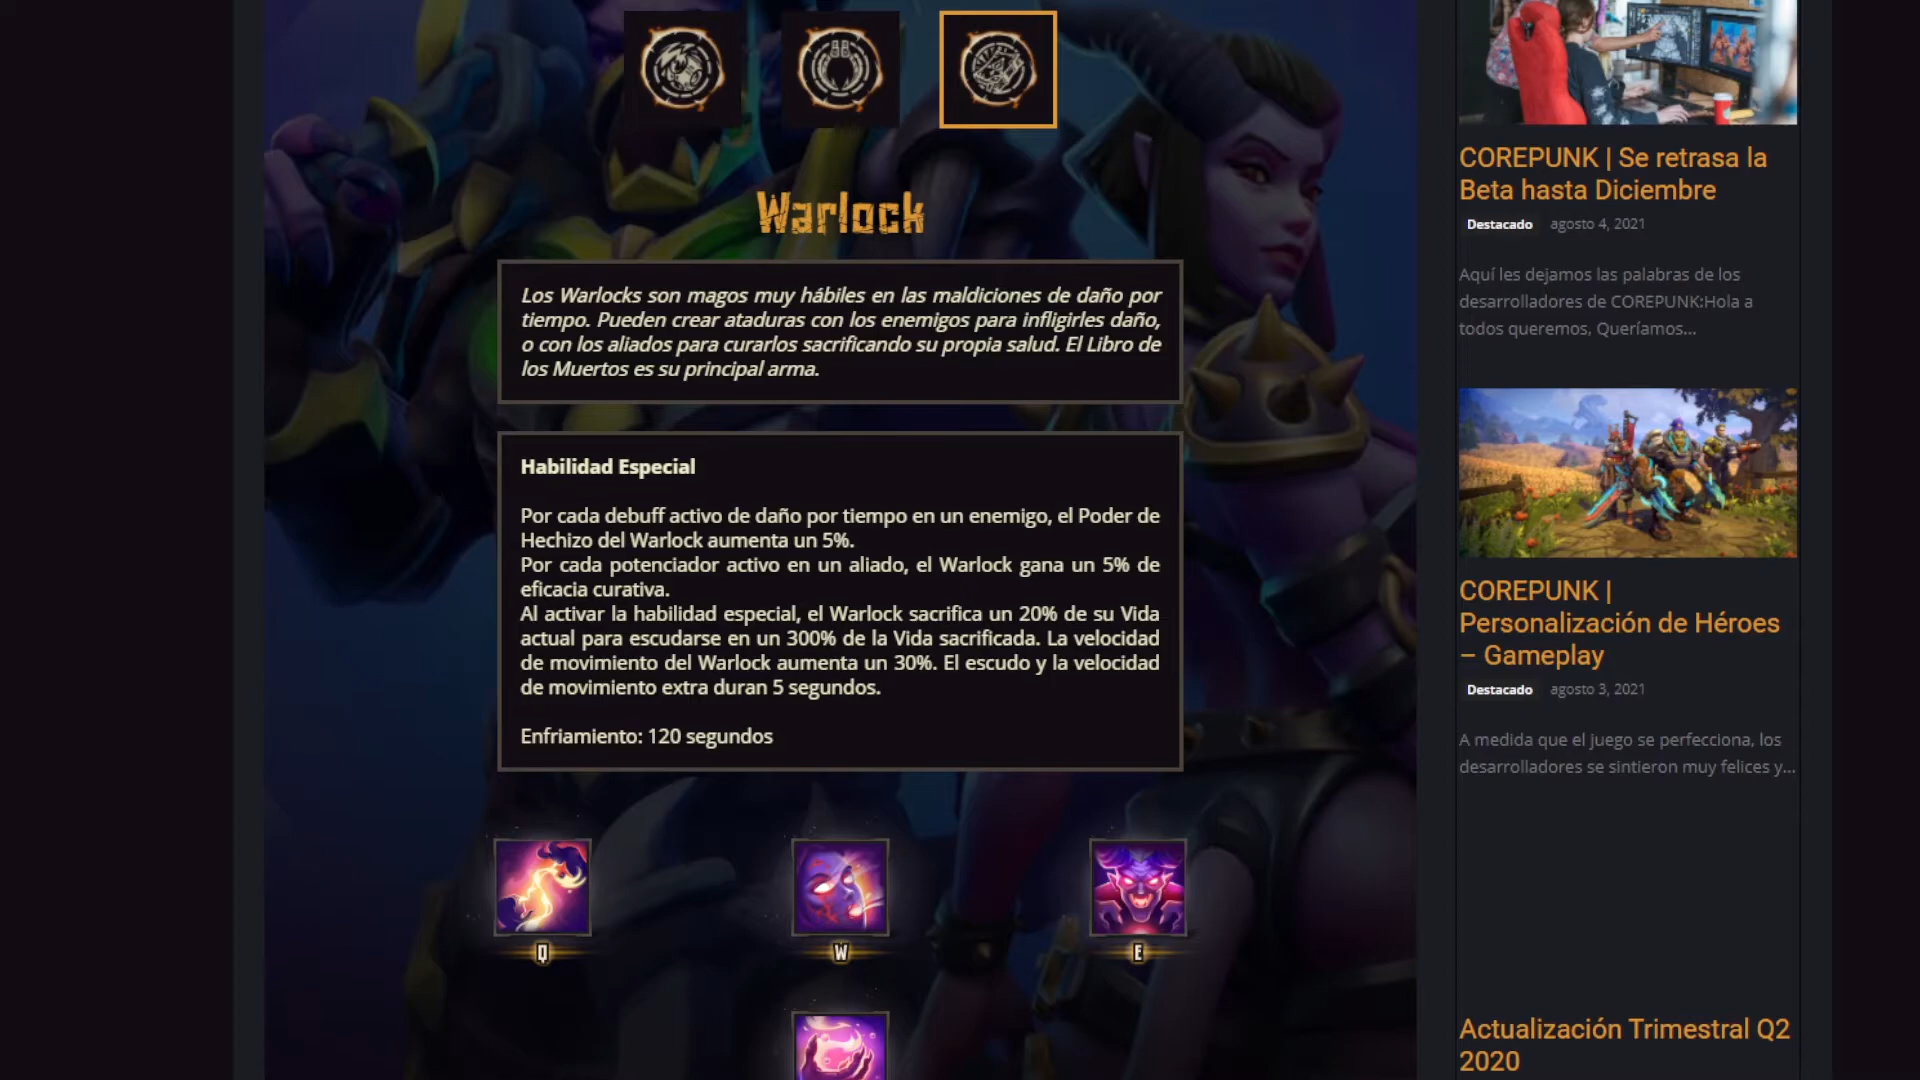 Warlock
Los Warlocks son magos muy hábiles en las maldiciones de daño por
tiempo. Pueden crear ataduras con los enemigos para infligirles daño,
o con los aliados para curarlos sacrificando su propia salud. El Libro de
los Muertos es su principal arma.
Habilidad Especial
Por cada debuff activo de daño por tiempo en un enemigo, el Poder de
Hechizo del Warlock aumenta un 5%.
Por cada potenciador activo en un aliado, el Warlock gana un 5% de
eficacia curativa.
Al activar la habilidad especial, el Warlock sacrifica un 20% de su Vida
actual para escudarse en un 300% de la Vida sacrificada. La velocidad
de movimiento del Warlock aumenta un 30%. El escudo y la velocidad
de movimiento extra duran 5 segundos.
Enfriamiento: 120 segundos
Q
W
E
COREPUNK | Se retrasa la
Beta hasta Diciembre
Destacado agosto 4, 2021
Aquí les dejamos las palabras de los
desarrolladores de COREPUNK:Hola a
todos queremos, Queríamos...
COREPUNK |
Personalización de Héroes
– Gameplay
Destacado agosto 3, 2021
A medida que el juego se perfecciona, los
desarrolladores se sintieron muy felices y...
Actualización Trimestral Q2
2020